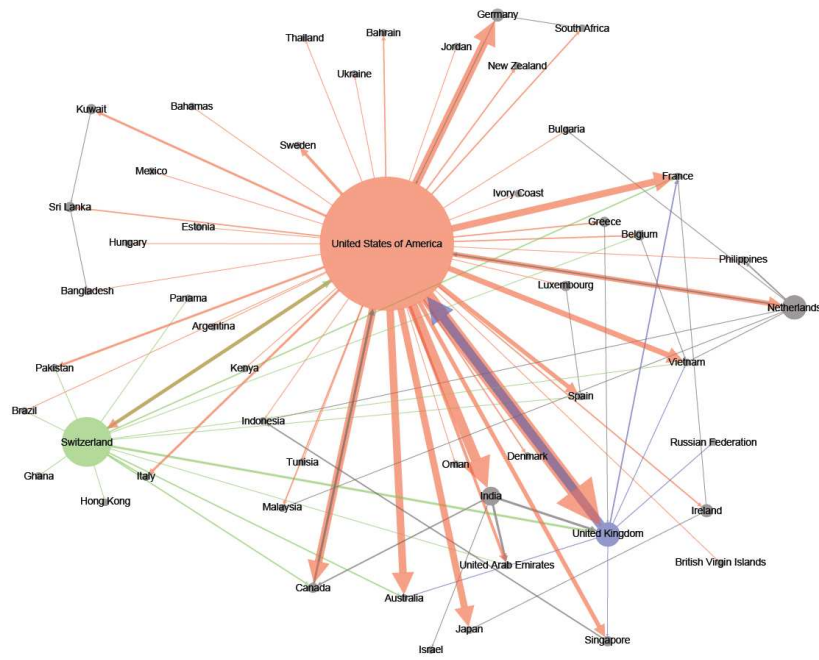 Germany
South Africa
Thailand
Bahrain
Jordan
New Zealand
Ukraine
Kuwait
Bahamas
Bulgaria
Sweden
Mexico
France
Ivory Coast
Sri Lanka
Estonia
Greece
Belgium
Hungary
United States of America
Philippines
Bangladesh
Panama
Luxembourg
Netherlands
Argentina
Pakistan
Kenya
Vietnam
Brazil
Indonesia
Spain
Switzerland
Russian Federation
Ghana
Italy
Tunisia
Oman
Denmark
Hong Kong
Malaysia
India
Ireland
United Kingdom
Canada
United Arab Emirates
British Virgin Islands
Australia
Japan
Singapore
Israel